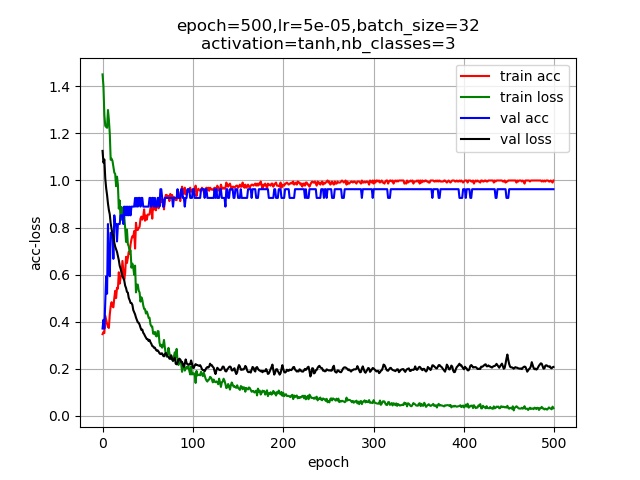 epoch=500,lr=5e-05,batch_size=32
activation=tanh,nb_classes=3
train acc
train loss
val acc
val loss
1.4
1.2
1.0
0.8
0.6
0.4
0.2
0.0
acc-loss
0 100 200 300 400 500
epoch